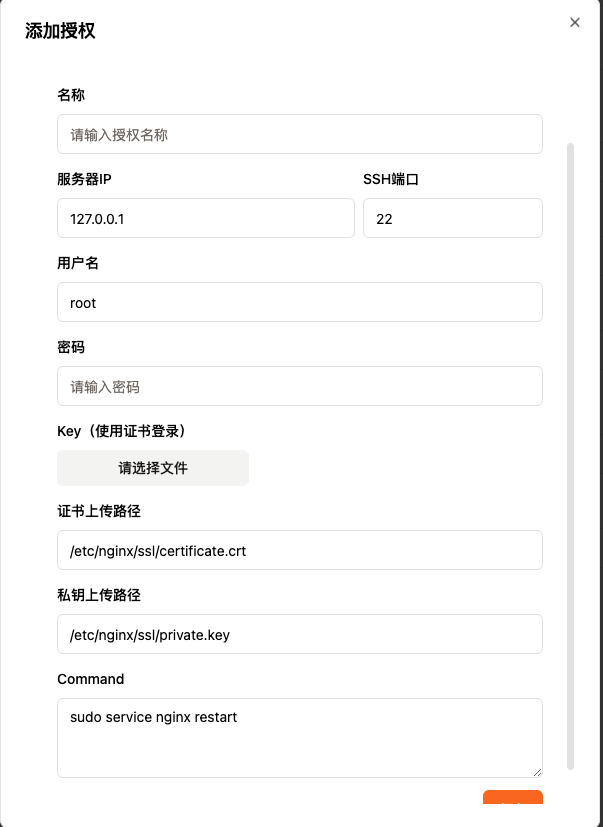 添加授权
名称
请输入授权名称
服务器IP
SSH端口
127.0.0.1
22
用户名
root
密码
请输入密码
Key（使用证书登录）
请选择文件
证书上传路径
/etc/nginx/ssl/certificate.crt
私钥上传路径
/etc/nginx/ssl/private.key
Command
sudo service nginx restart